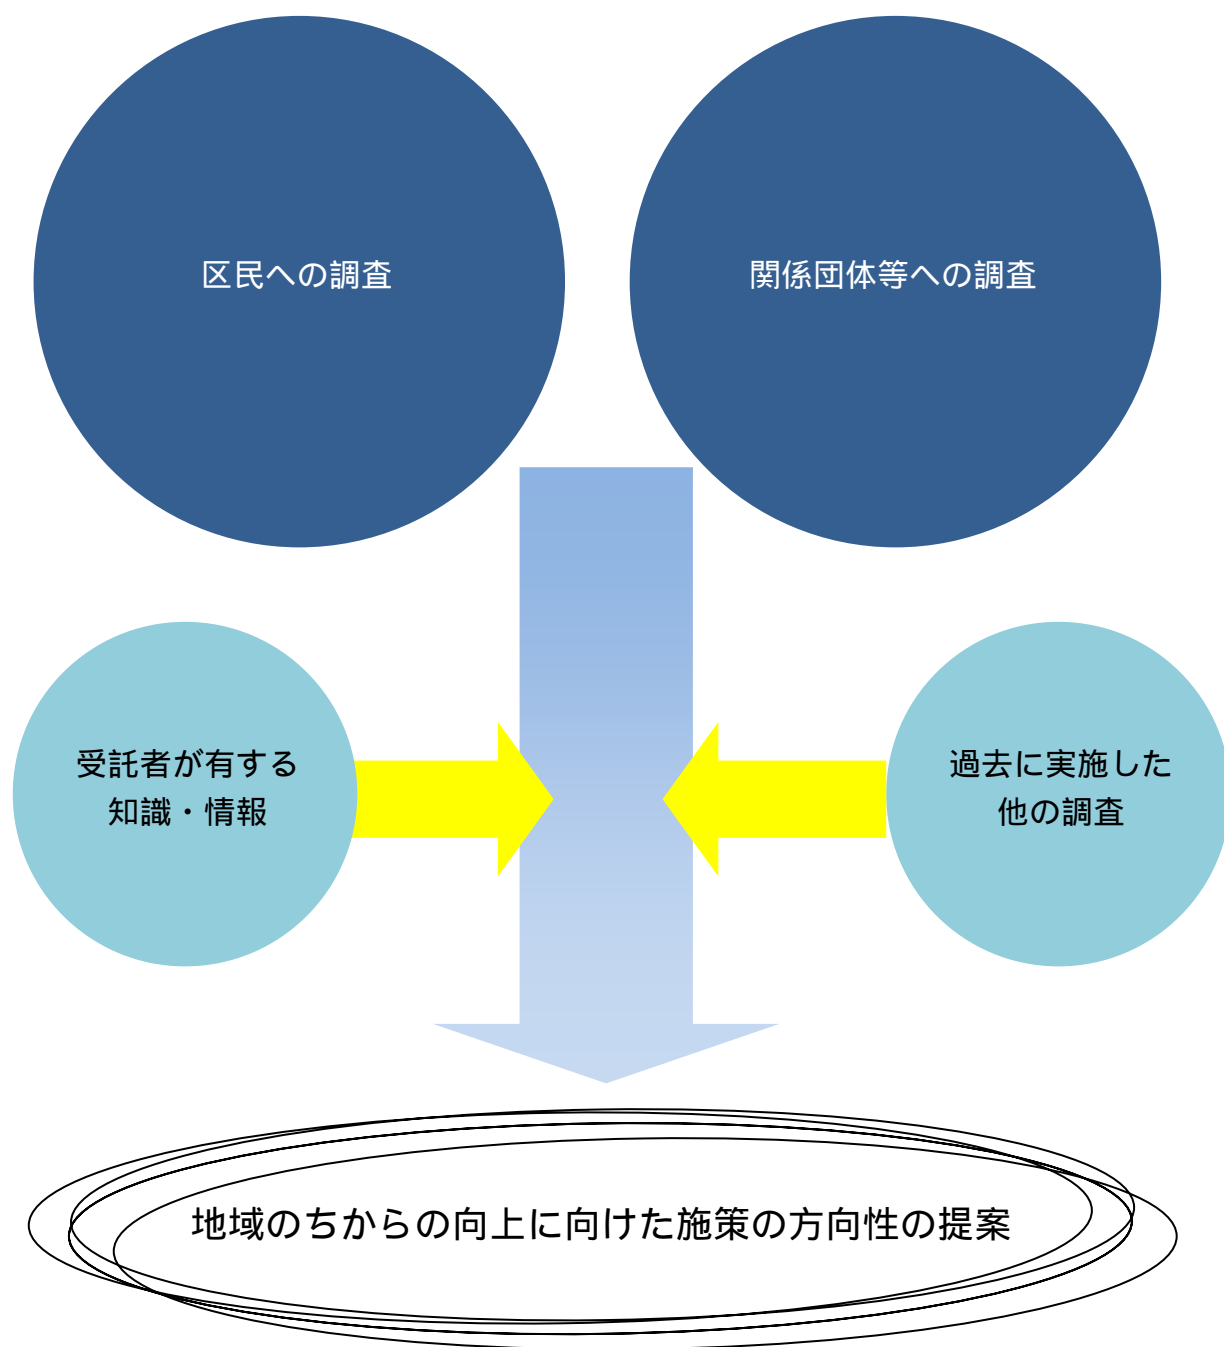 区民への調査
関係団体等への調査
受託者が有する
知識・情報
過去に実施した
他の調査
地域のちからの向上に向けた施策の方向性の提案